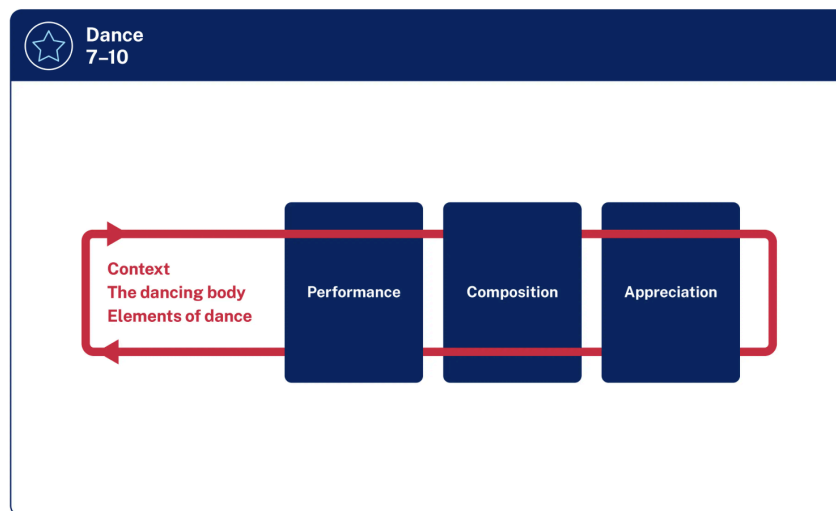 Dance
7–10
Context
The dancing body
Elements of dance
Performance
Composition
Appreciation